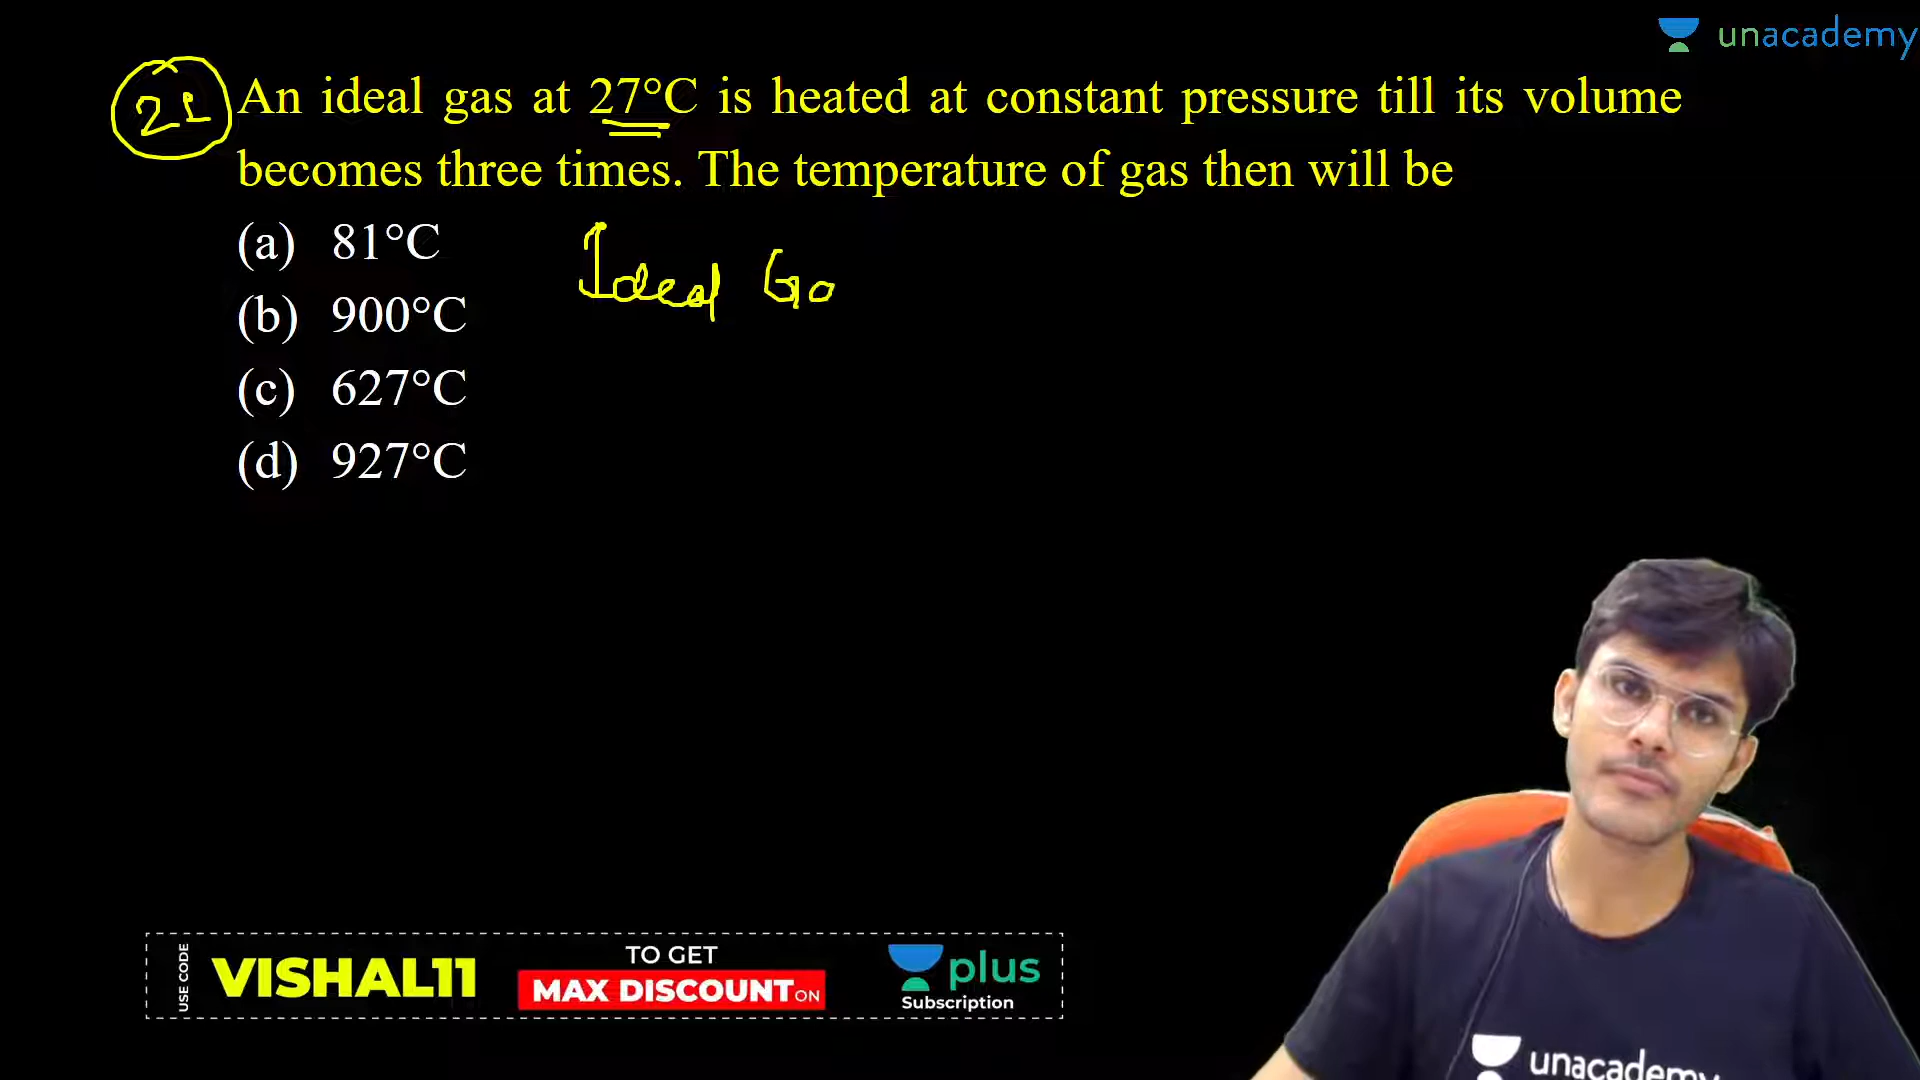 unacademy
21 An ideal gas at 27°C is heated at constant pressure till its volume
becomes three times. The temperature of gas then will be
(a) 81°C
Ideal Ga
(b) 900°C
(c) 627°C
(d) 927°C
USE CODE
VISHAL11
TO GET
MAX DISCOUNT ON
plus
Subscription
unacademy